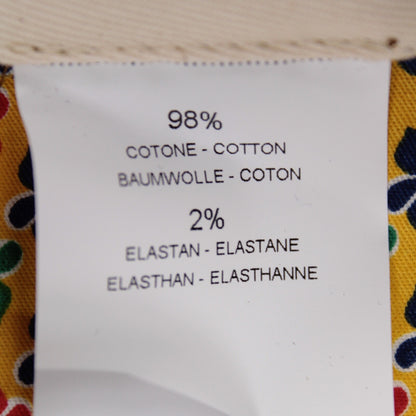 98%
COTONE - COTTON
BAUMWOLLE - COTON
2%
ELASTAN - ELASTANE
ELASTHAN - ELASTHANNE